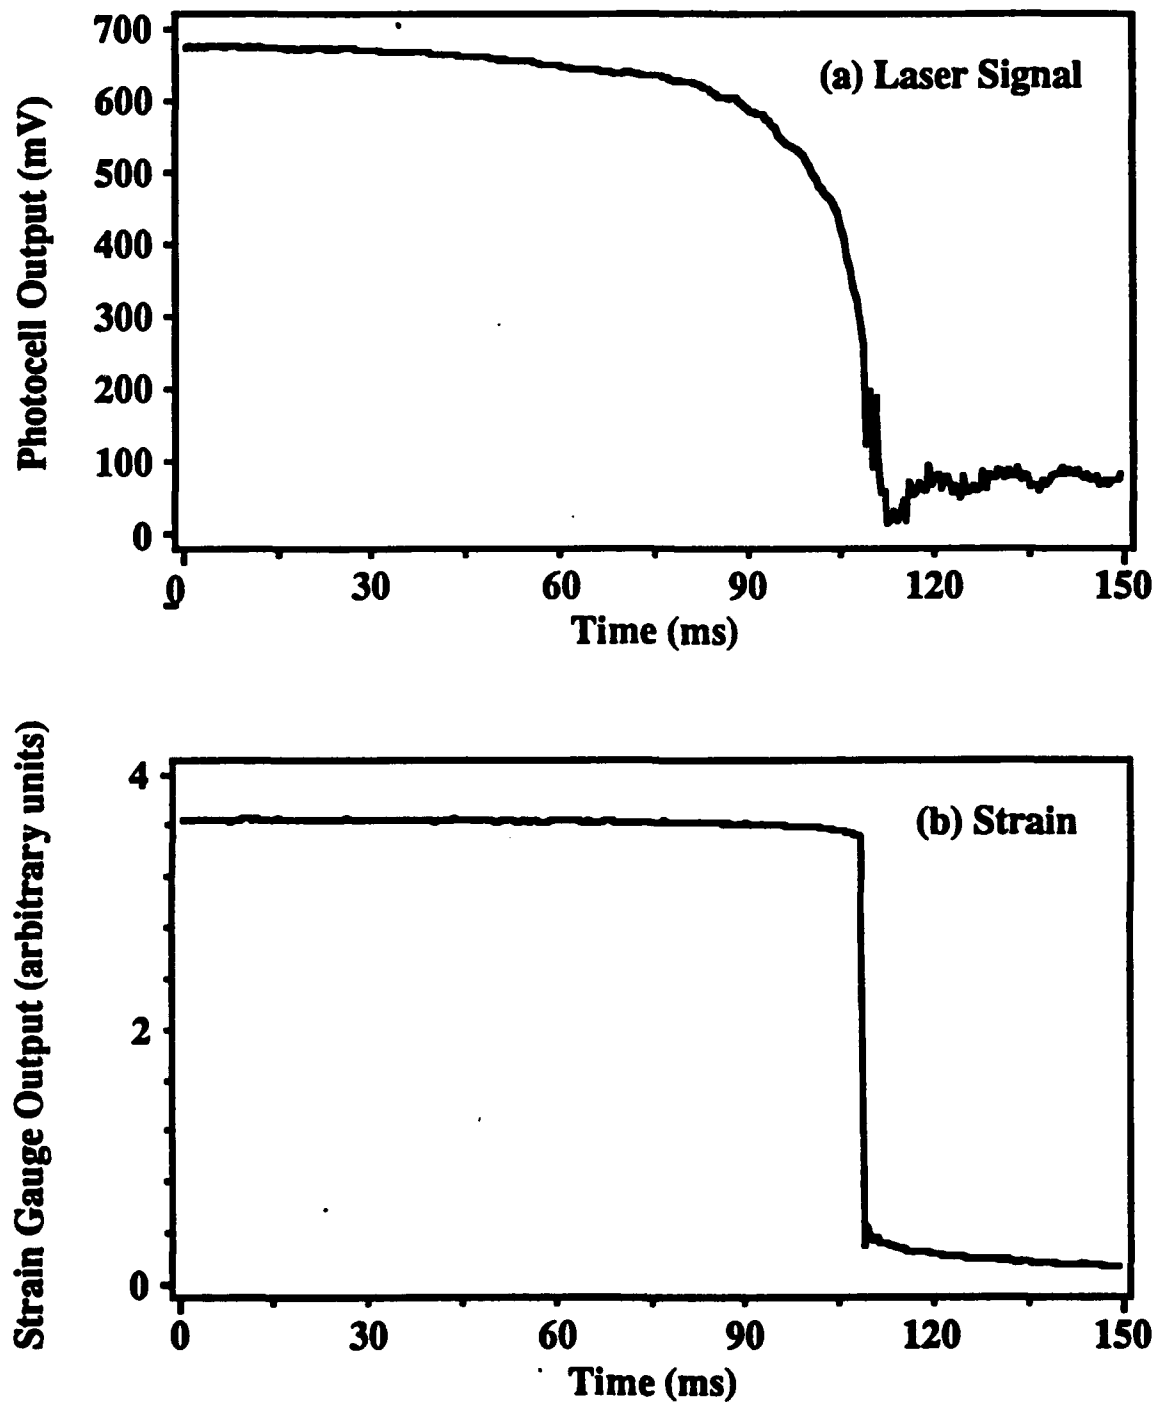 700
600
500
400
300
200
100
0
Photocell Output (mV)
(a) Laser Signal
0 30 60 90 120 150
Time (ms)
4
2
0
Strain Gauge Output (arbitrary units)
(b) Strain
0 30 60 90 120 150
Time (ms)